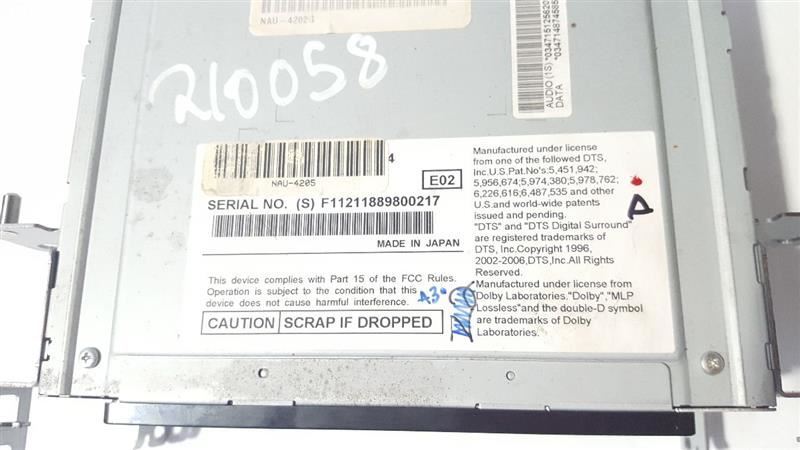 NAU-4202
210058
AUDIO (1S) *034715125620
DATA *034714874585
4
NAU-4205
E02
SERIAL NO. (S) F11211889800217
MADE IN JAPAN
This device complies with Part 15 of the FCC Rules.
Operation is subject to the condition that this
device does not cause harmful interference.
A3
CAUTION SCRAP IF DROPPED
Manufactured under license
from one of the followed DTS,
Inc.U.S.Pat.No's:5,451,942;
5,956,674;5,974,380;5,978,762;
6,226,616;6,487,535 and other
U.S.and world-wide patents
issued and pending.
"DTS" and "DTS Digital Surround"
are registered trademarks of
DTS, Inc.Copyright 1996,
2002-2006,DTS,Inc.All Rights
Reserved.
Manufactured under license from
Dolby Laboratories."Dolby","MLP
Lossless"and the double-D symbol
are trademarks of Dolby
Laboratories.
A